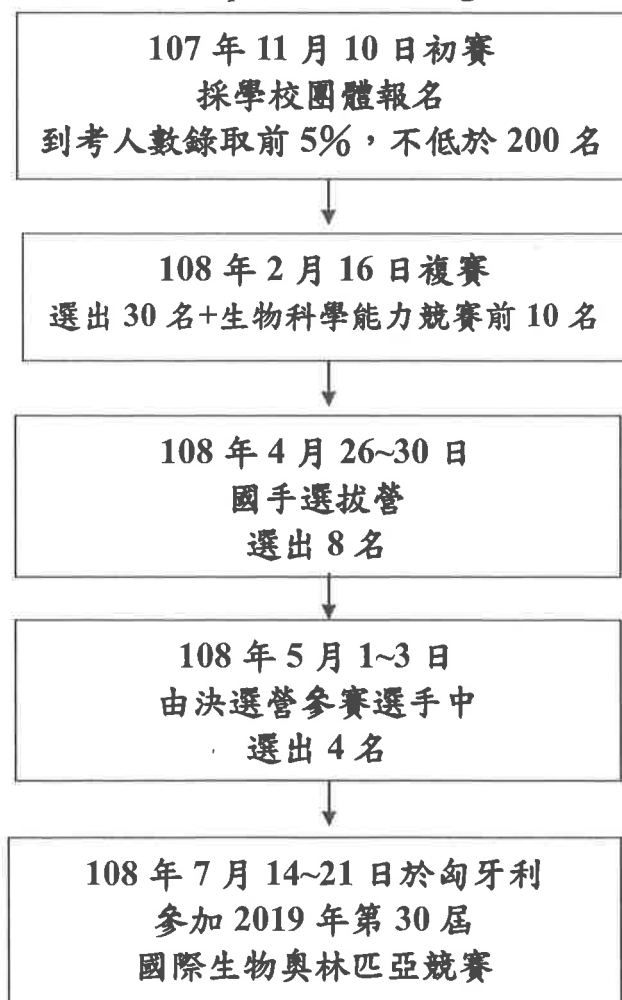 107 年 11 月 10 日初賽
採學校團體報名
到考人數錄取前 5%，不低於 200 名
108 年 2 月 16 日複賽
選出 30 名+生物科學能力競賽前 10 名
108 年 4 月 26~30 日
國手選拔營
選出 8 名
108 年 5 月 1~3 日
由決選營參賽選手中
選出 4 名
108 年 7 月 14~21 日於匈牙利
參加 2019 年第 30 屆
國際生物奧林匹亞競賽